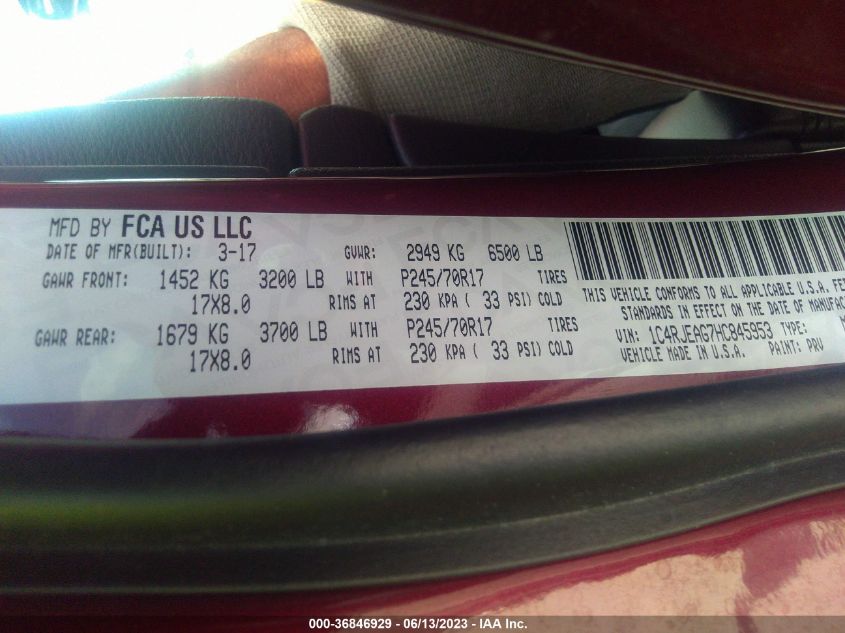 MFD BY FCA US LLC
DATE OF MFR(BUILT): 3-17 GVWR: 2949 KG 6500 LB
GAWR FRONT: 1452 KG 3200 LB WITH P245/70R17 TIRES
17X8.0 RIMS AT 230 KPA ( 33 PSI) COLD
GAWR REAR: 1679 KG 3700 LB WITH P245/70R17 TIRES
17X8.0 RIMS AT 230 KPA ( 33 PSI) COLD
THIS VEHICLE CONFORMS TO ALL APPLICABLE U.S.A. FE
STANDARDS IN EFFECT ON THE DATE OF MANUFAC
VIN: 1C4RJEAG7HC845953 TYPE: M
VEHICLE MADE IN U.S.A. PAINT: PRV
000-36846929 - 06/13/2023 - IAA Inc.